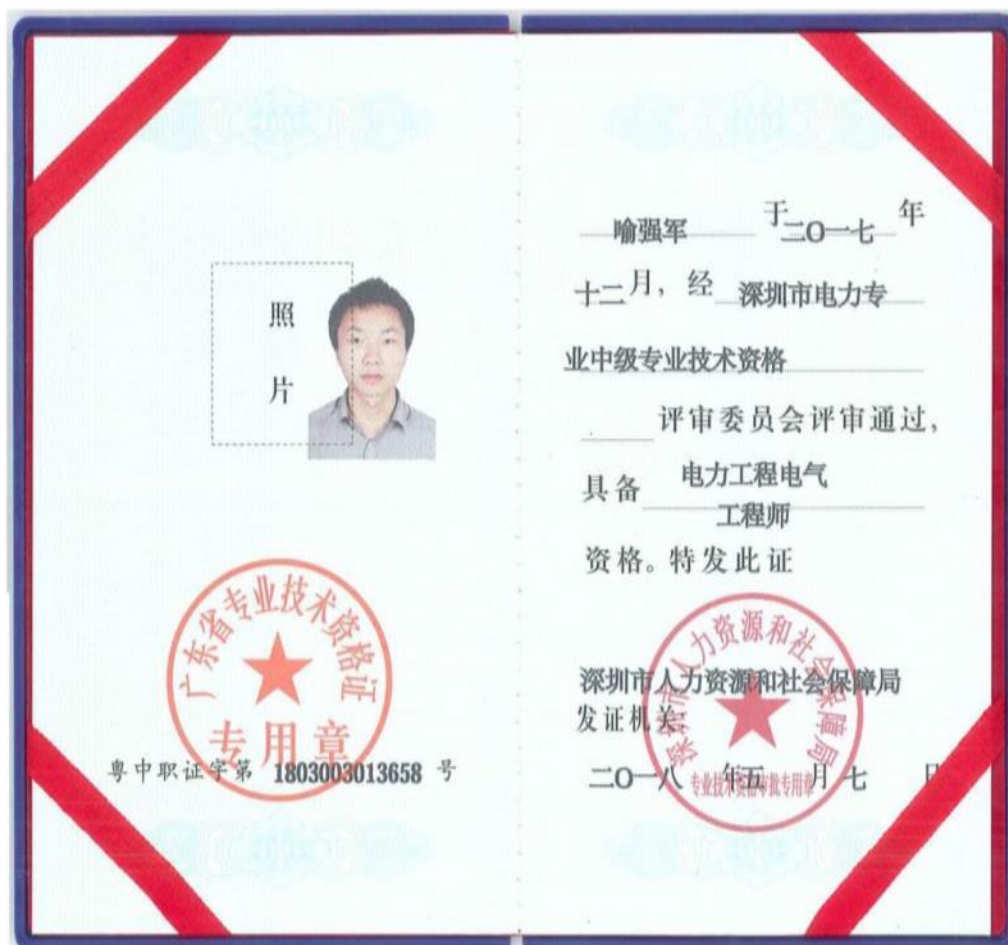 照
片
广东省专业技术资格证
专用章
粤中职证字第 1803003013658 号
喻强军 于二〇一七 年
十二月，经 深圳市电力专
业中级专业技术资格
评审委员会评审通过，
具备 电力工程电气
工程师
资格。特发此证
深圳市人力资源和社会保障局
发证机关：
二〇一八 年五 月七 日
深圳市人力资源和社会保障局
专业技术资格审批专用章